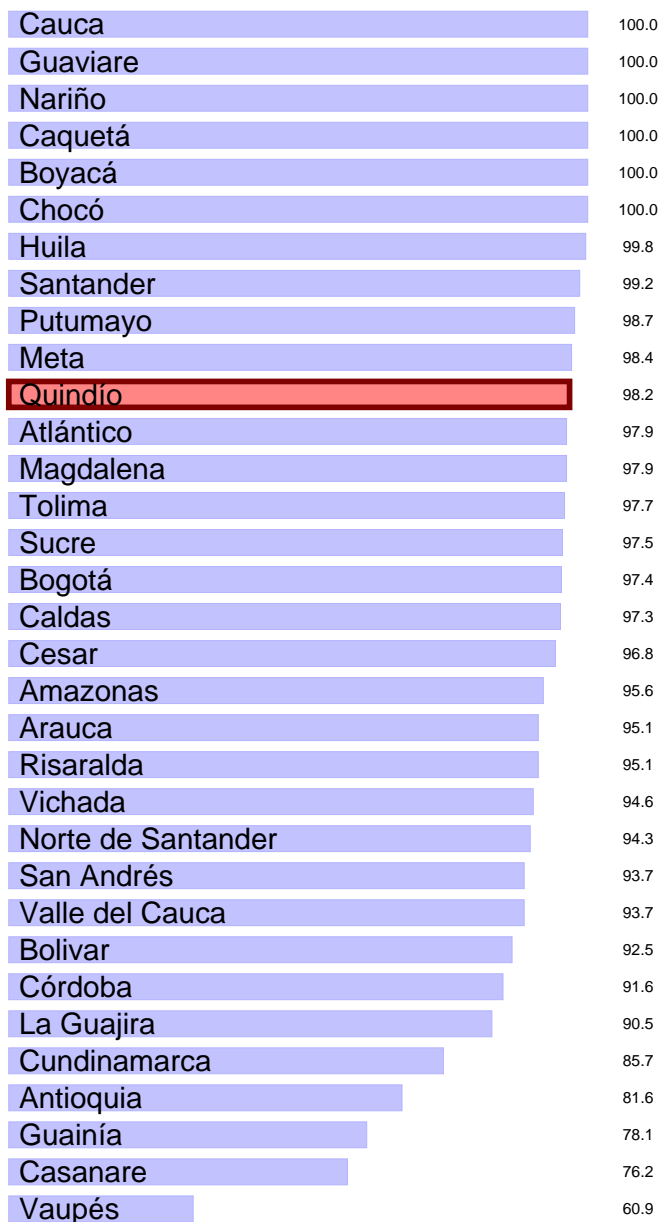 Cauca 100.0
Guaviare 100.0
Nariño 100.0
Caquetá 100.0
Boyacá 100.0
Chocó 100.0
Huila 99.8
Santander 99.2
Putumayo 98.7
Meta 98.4
Quindío 98.2
Atlántico 97.9
Magdalena 97.9
Tolima 97.7
Sucre 97.5
Bogotá 97.4
Caldas 97.3
Cesar 96.8
Amazonas 95.6
Arauca 95.1
Risaralda 95.1
Vichada 94.6
Norte de Santander 94.3
San Andrés 93.7
Valle del Cauca 93.7
Bolivar 92.5
Córdoba 91.6
La Guajira 90.5
Cundinamarca 85.7
Antioquia 81.6
Guainía 78.1
Casanare 76.2
Vaupés 60.9